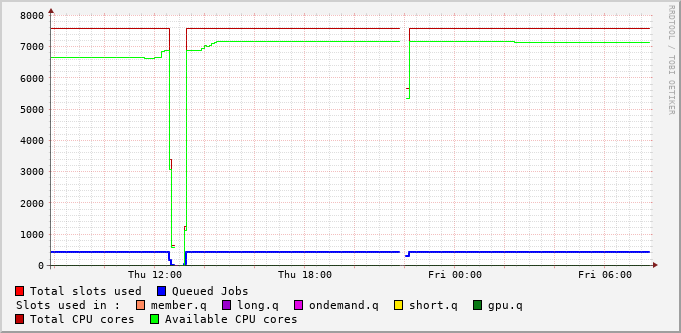 8000
7000
6000
5000
4000
3000
2000
1000
0
Thu 12:00 Thu 18:00 Fri 00:00 Fri 06:00
Total slots used Queued Jobs
Slots used in : member.q long.q ondemand.q short.q gpu.q
Total CPU cores Available CPU cores
RRDTOOL / TOBI OETIKER